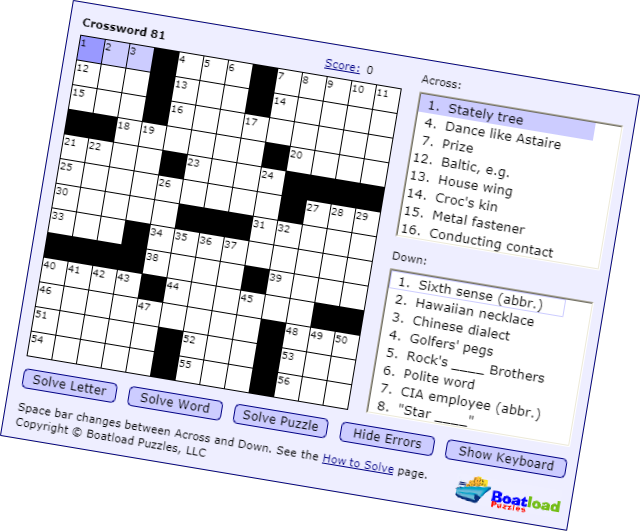 Crossword 81
Score: 0
1 2 3 4 5 6 7 8 9 10 11
12 13 14
15 16 17
18 19 20
21 22 23 24
25 26
30 27 28 29
33 31 32
34 35 36 37
38 39
40 41 42 43 44 45
46 47
51 48 49 50
52 53
54 55 56
Across:
1. Stately tree
4. Dance like Astaire
7. Prize
12. Baltic, e.g.
13. House wing
14. Croc's kin
15. Metal fastener
16. Conducting contact
Down:
1. Sixth sense (abbr.)
2. Hawaiian necklace
3. Chinese dialect
4. Golfers' pegs
5. Rock's ____ Brothers
6. Polite word
7. CIA employee (abbr.)
8. "Star ____"
Solve Letter
Solve Word
Solve Puzzle
Hide Errors
Show Keyboard
Space bar changes between Across and Down. See the How to Solve page.
Copyright © Boatload Puzzles, LLC
Boatload
Puzzles